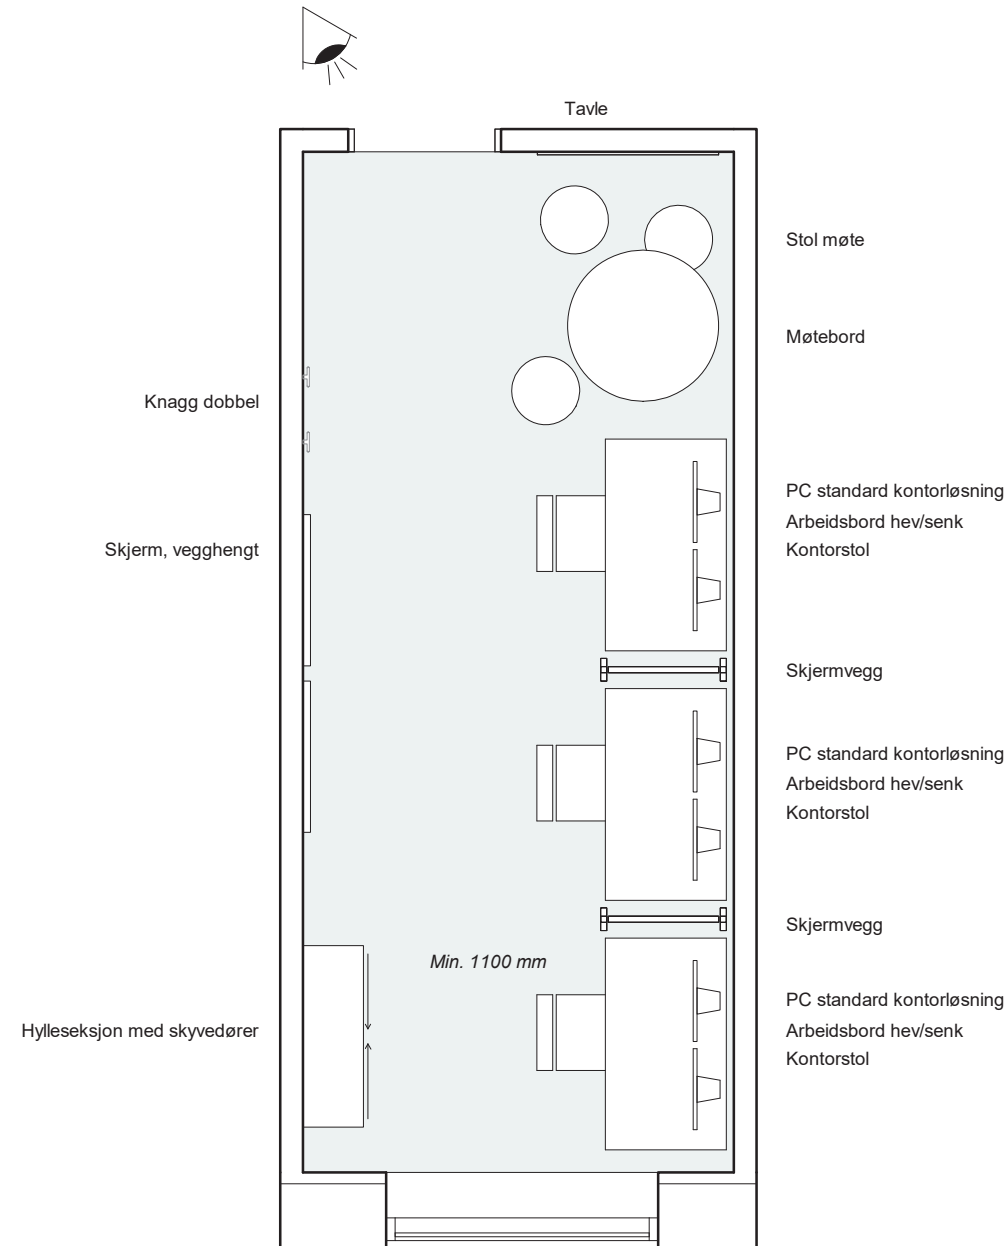 Tavle
Stol møte
Møtebord
Knagg dobbel
PC standard kontorløsning
Arbeidsbord hev/senk
Kontorstol
Skjerm, vegghengt
Skjermvegg
PC standard kontorløsning
Arbeidsbord hev/senk
Kontorstol
Skjermvegg
Min. 1100 mm
PC standard kontorløsning
Arbeidsbord hev/senk
Kontorstol
Hylleseksjon med skyvedører